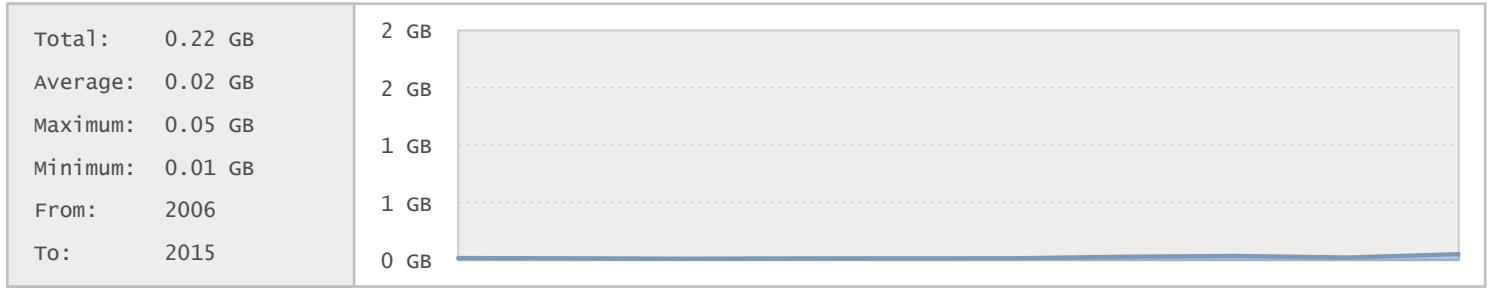 Total: 0.22 GB
Average: 0.02 GB
Maximum: 0.05 GB
Minimum: 0.01 GB
From: 2006
To: 2015
2 GB
2 GB
1 GB
1 GB
0 GB